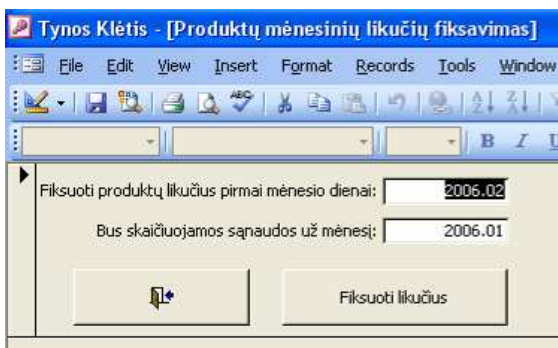 Tynos Klėtis - [Produktų mėnesinių likučių fiksavimas]
File Edit View Insert Format Records Tools Window
ABC A Z Z A
B I U
Fiksuoti produktų likučius pirmai mėnesio dienai: 2006.02
Bus skaičiuojamos sąnaudos už mėnesį: 2006.01
Fiksuoti likučius